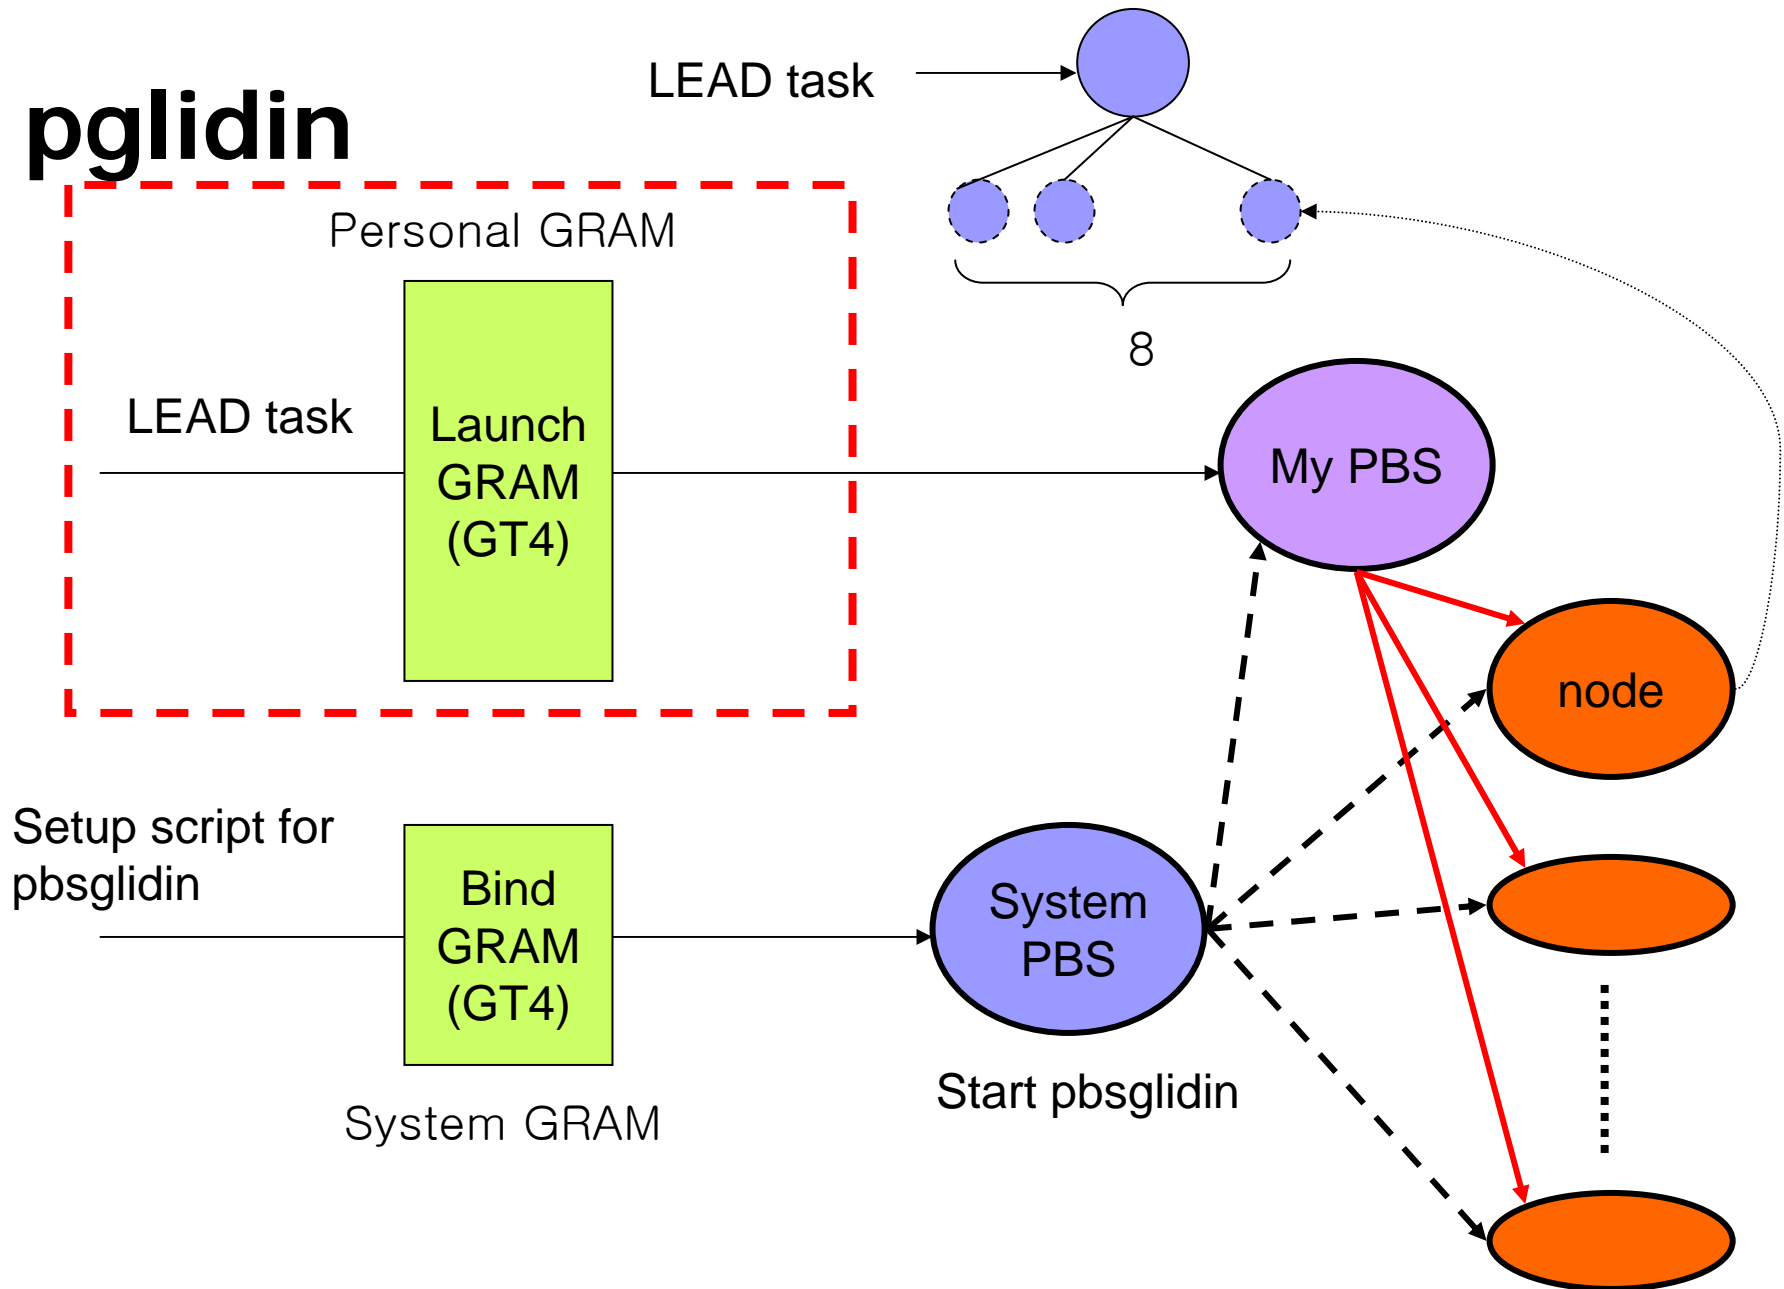 LEAD task
pglidin
Personal GRAM
8
LEAD task
Launch
GRAM
(GT4)
My PBS
node
Setup script for
pbsglidin
Bind
GRAM
(GT4)
System
PBS
Start pbsglidin
System GRAM